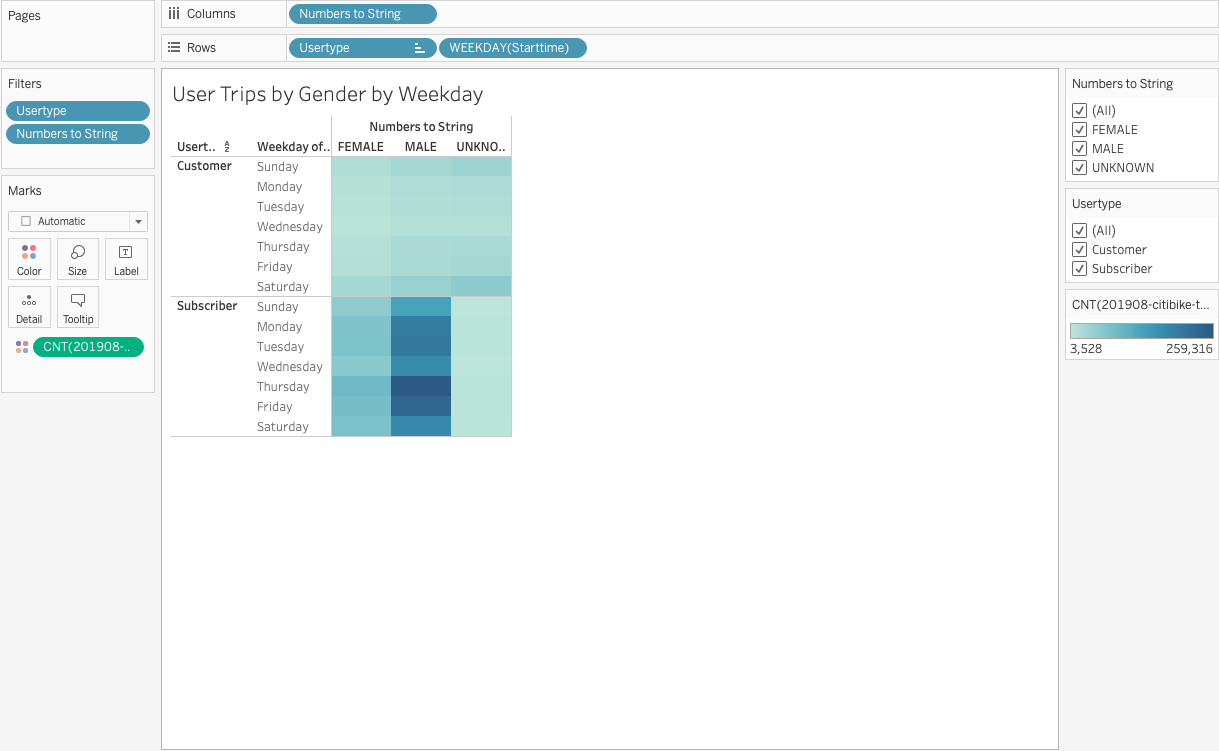 Pages
Columns
Numbers to String
Rows
Usertype
WEEKDAY(Starttime)
Filters
Usertype
Numbers to String
Marks
Automatic
Color
Size
Label
Detail
Tooltip
CNT(201908-..
User Trips by Gender by Weekday
Numbers to String
Usert.. Weekday of.. FEMALE MALE UNKNO..
Customer Sunday
Monday
Tuesday
Wednesday
Thursday
Friday
Saturday
Subscriber Sunday
Monday
Tuesday
Wednesday
Thursday
Friday
Saturday
Numbers to String
(All)
FEMALE
MALE
UNKNOWN
Usertype
(All)
Customer
Subscriber
CNT(201908-citibike-t...
3,528 259,316